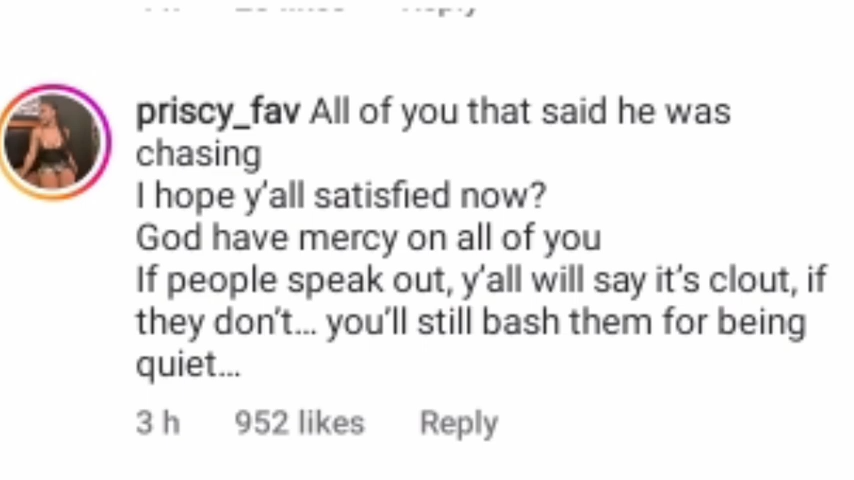 priscy_fav All of you that said he was
chasing
I hope y'all satisfied now?
God have mercy on all of you
If people speak out, y'all will say it's clout, if
they don't... you'll still bash them for being
quiet...
3 h 952 likes Reply